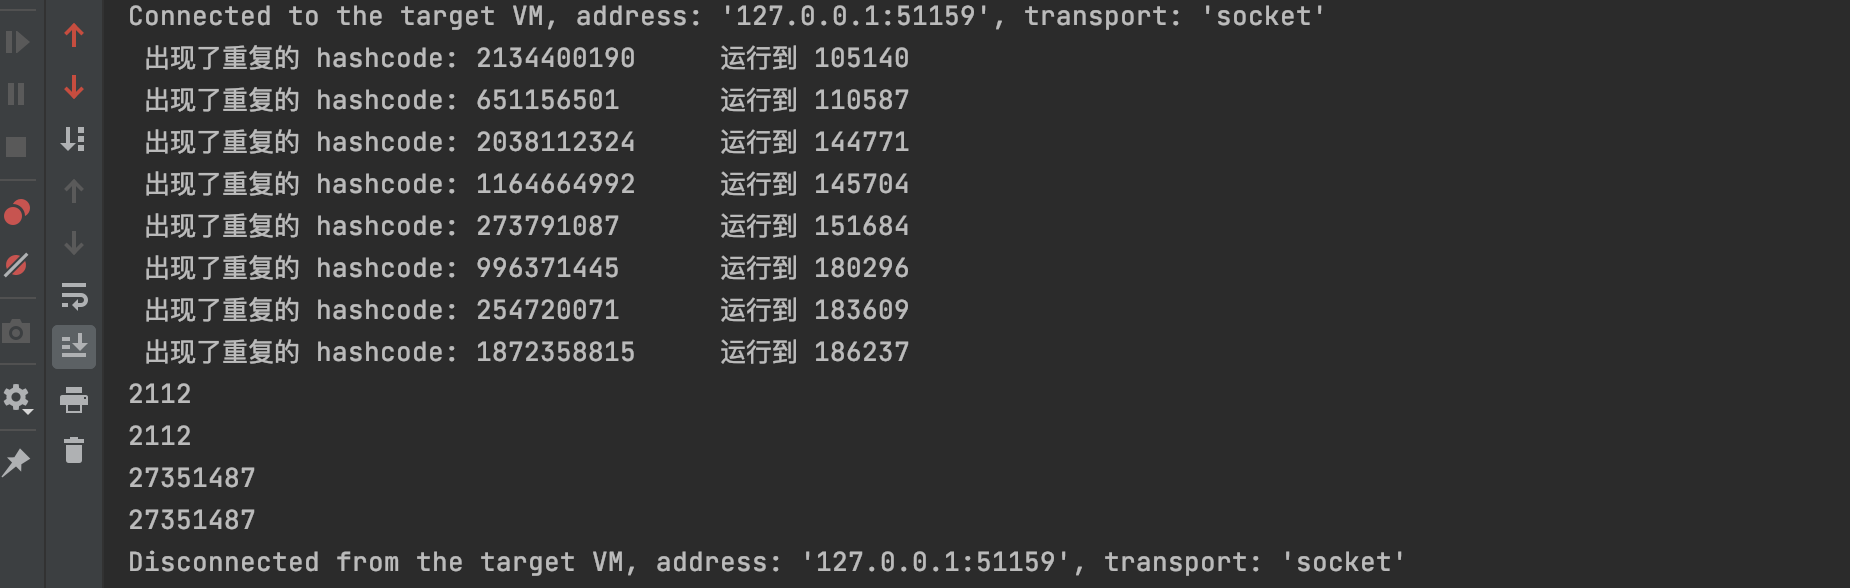 Connected to the target VM, address: '127.0.0.1:51159', transport: 'socket'
出现了重复的 hashcode: 2134400190 运行到 105140
出现了重复的 hashcode: 651156501 运行到 110587
出现了重复的 hashcode: 2038112324 运行到 144771
出现了重复的 hashcode: 1164664992 运行到 145704
出现了重复的 hashcode: 273791087 运行到 151684
出现了重复的 hashcode: 996371445 运行到 180296
出现了重复的 hashcode: 254720071 运行到 183609
出现了重复的 hashcode: 1872358815 运行到 186237
2112
2112
27351487
27351487
Disconnected from the target VM, address: '127.0.0.1:51159', transport: 'socket'